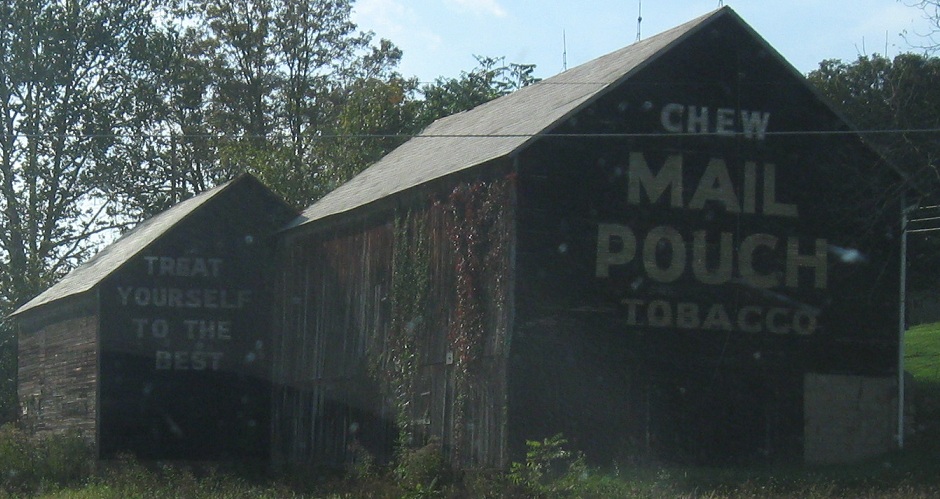 CHEW
MAIL
POUCH
TOBACCO
TREAT
YOURSELF
TO THE
BEST